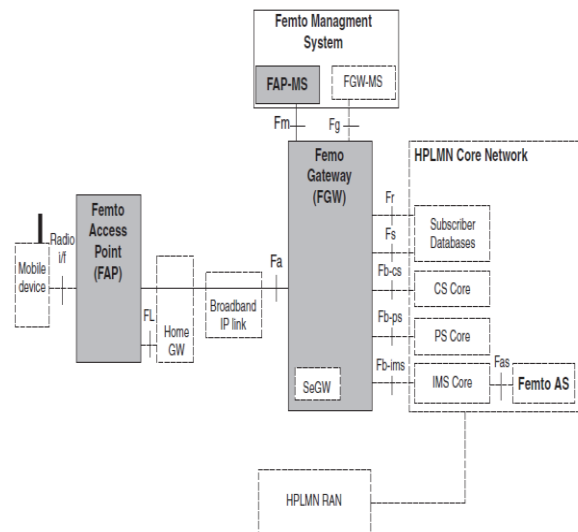 Femto Managment
System
FAP-MS
FGW-MS
Fm
Fg
Femo
Gateway
(FGW)
HPLMN Core Network
Femto
Access
Point
(FAP)
Radio
i/f
Mobile
device
FL
Home
GW
Broadband
IP link
Fa
Fr
Fs
Subscriber
Databases
Fb-cs
CS Core
Fb-ps
PS Core
Fb-ims
IMS Core
Fas
Femto AS
SeGW
HPLMN RAN